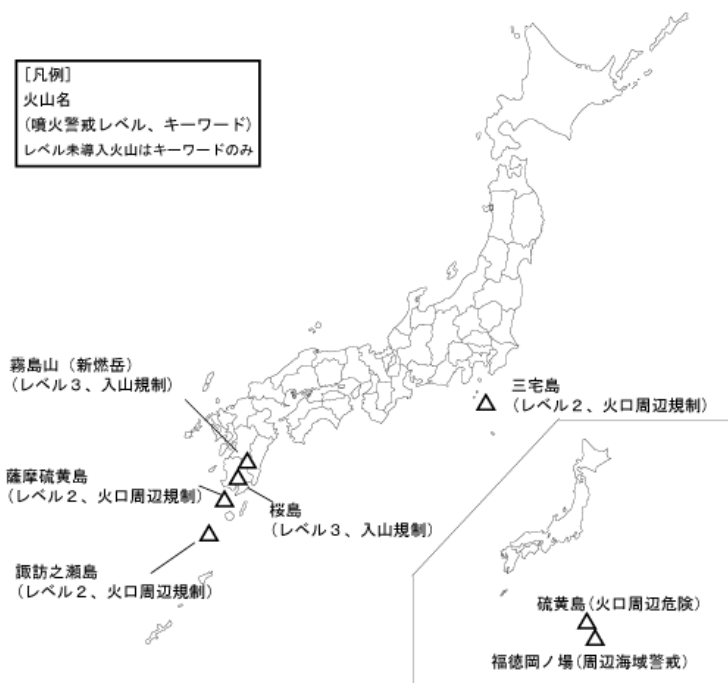 ［凡例］
火山名
（噴火警戒レベル、キーワード）
レベル未導入火山はキーワードのみ
霧島山（新燃岳）
（レベル３、入山規制）
三宅島
（レベル２、火口周辺規制）
薩摩硫黄島
（レベル２、火口周辺規制）
桜島
（レベル３、入山規制）
諏訪之瀬島
（レベル２、火口周辺規制）
硫黄島（火口周辺危険）
福徳岡ノ場（周辺海域警戒）